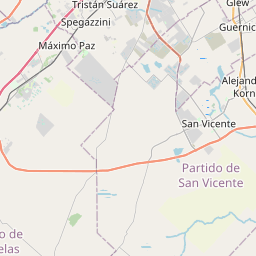 Tristán Suárez
Glew
Spegazzini
Guernic
Máximo Paz
Alejand
Korn
San Vicente
Partido de
San Vicente
o de
elas